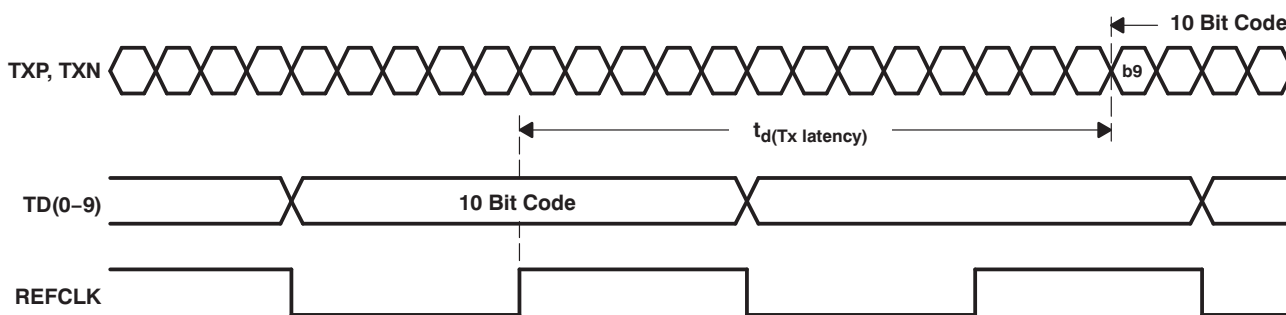 10 Bit Code
TXP, TXN
b9
td(Tx latency)
TD(0–9)
10 Bit Code
REFCLK